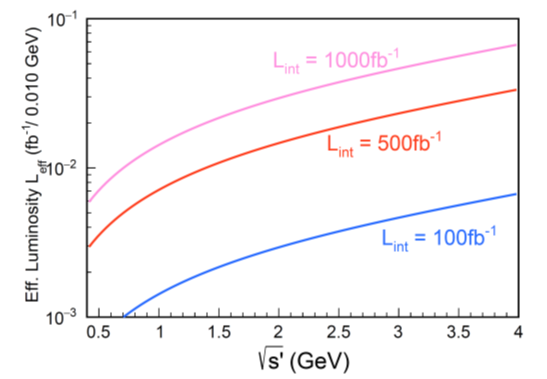 Eff. Luminosity L_eff (fb⁻¹/ 0.010 GeV)
10⁻¹
10⁻²
10⁻³
L_int = 1000fb⁻¹
L_int = 500fb⁻¹
L_int = 100fb⁻¹
0.5 1 1.5 2 2.5 3 3.5 4
√s' (GeV)